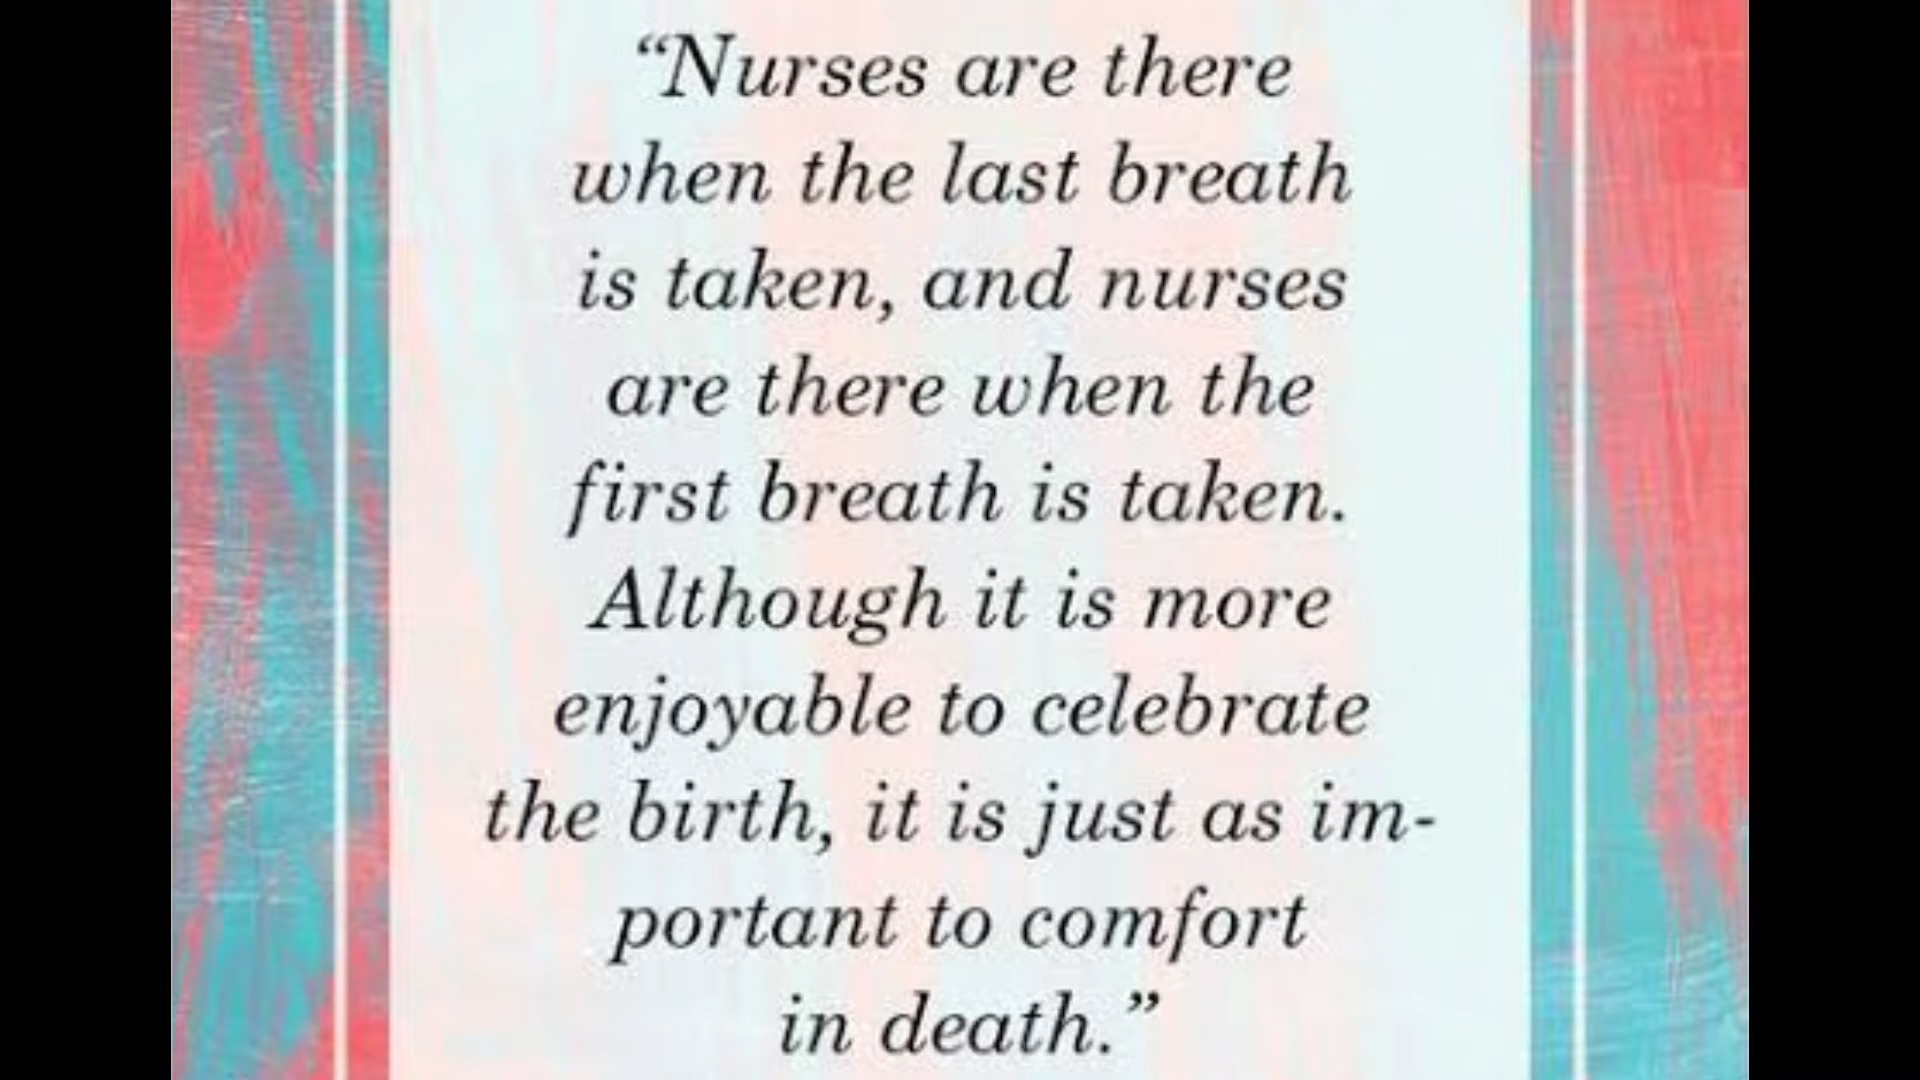 “Nurses are there
when the last breath
is taken, and nurses
are there when the
first breath is taken.
Although it is more
enjoyable to celebrate
the birth, it is just as im-
portant to comfort
in death.”